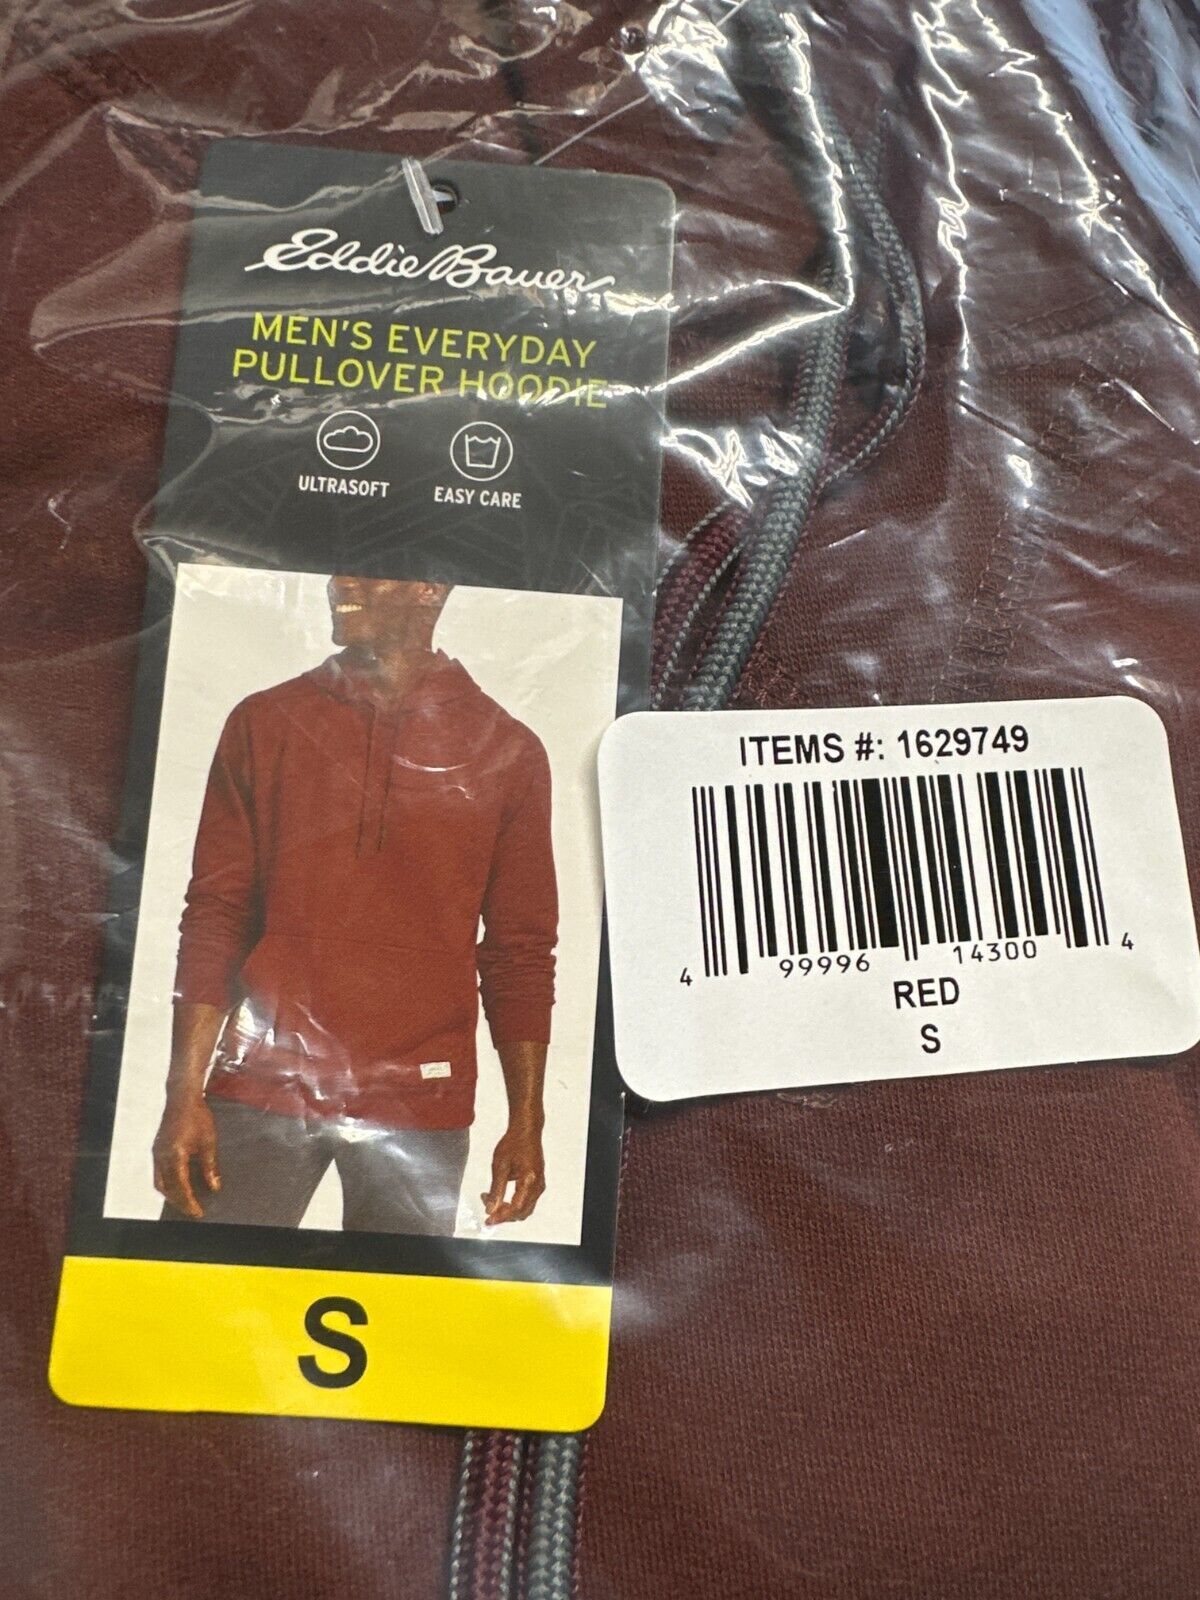 Eddie Bauer
MEN'S EVERYDAY
PULLOVER HOODIE
ULTRASOFT
EASY CARE
S
ITEMS #: 1629749
4 99996 14300 4
RED
S